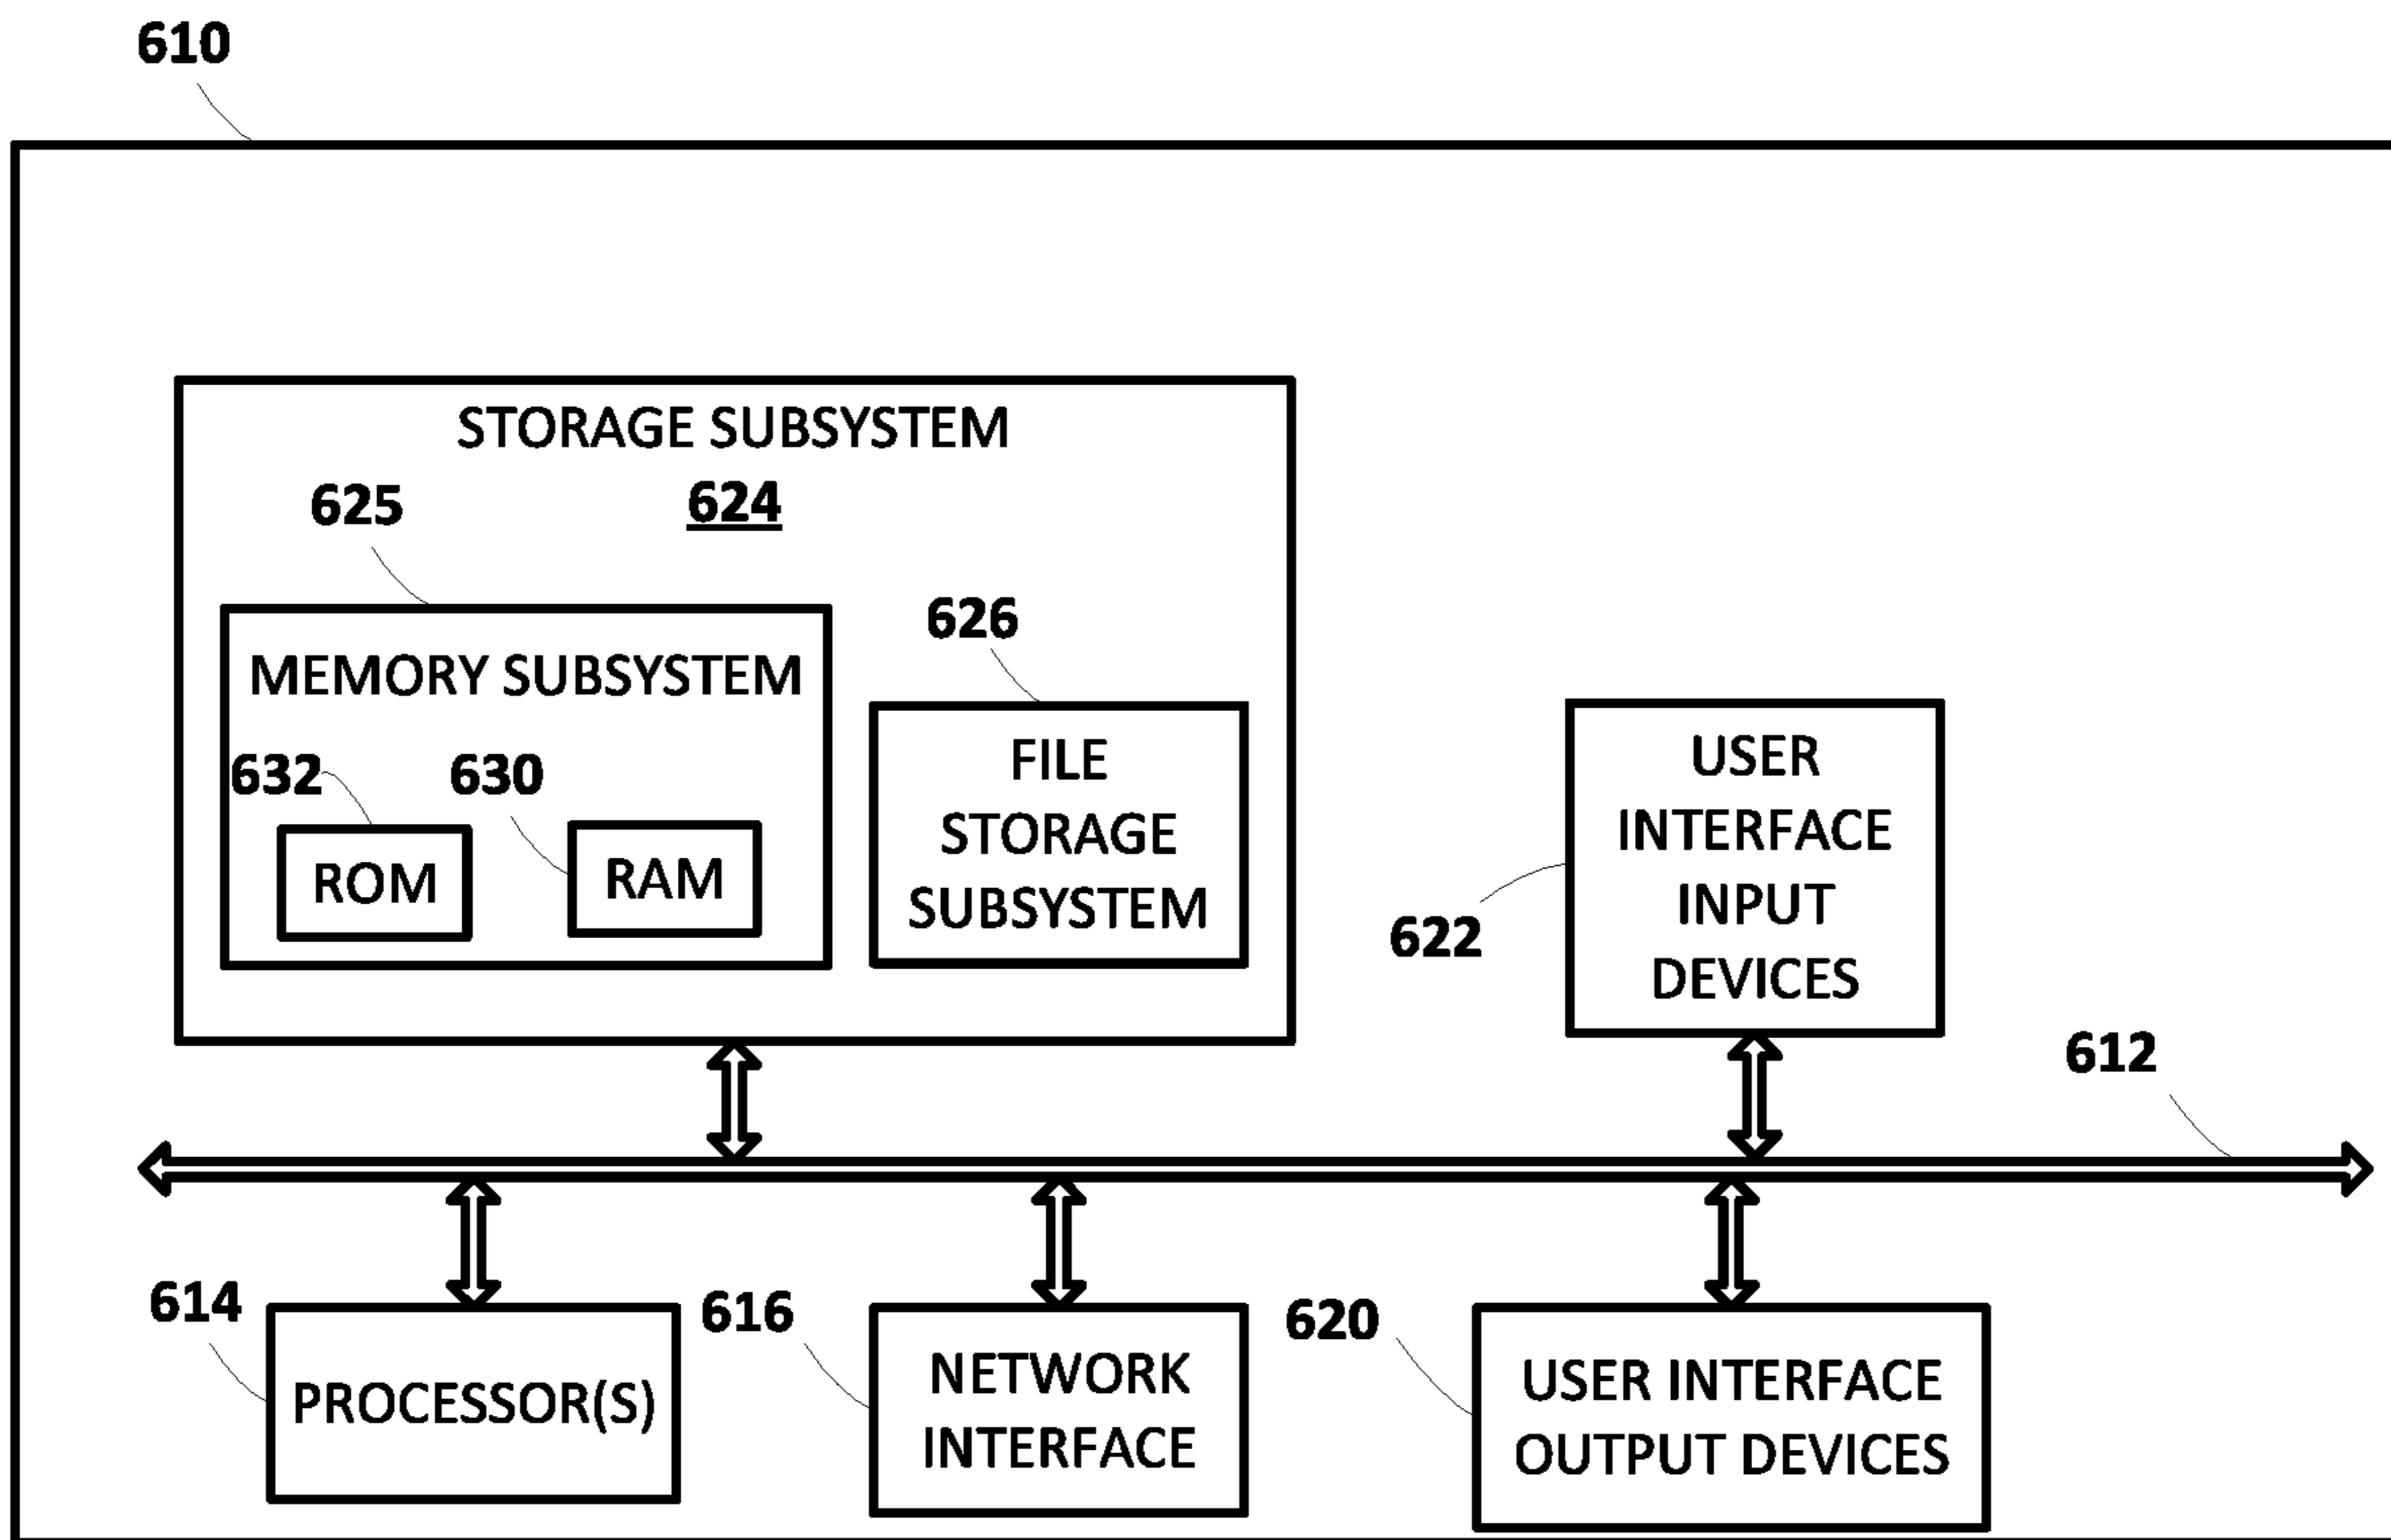 610
STORAGE SUBSYSTEM
625
624
626
MEMORY SUBSYSTEM
632
630
ROM
RAM
FILE
STORAGE
SUBSYSTEM
USER
INTERFACE
INPUT
DEVICES
622
612
614
616
620
PROCESSOR(S)
NETWORK
INTERFACE
USER INTERFACE
OUTPUT DEVICES